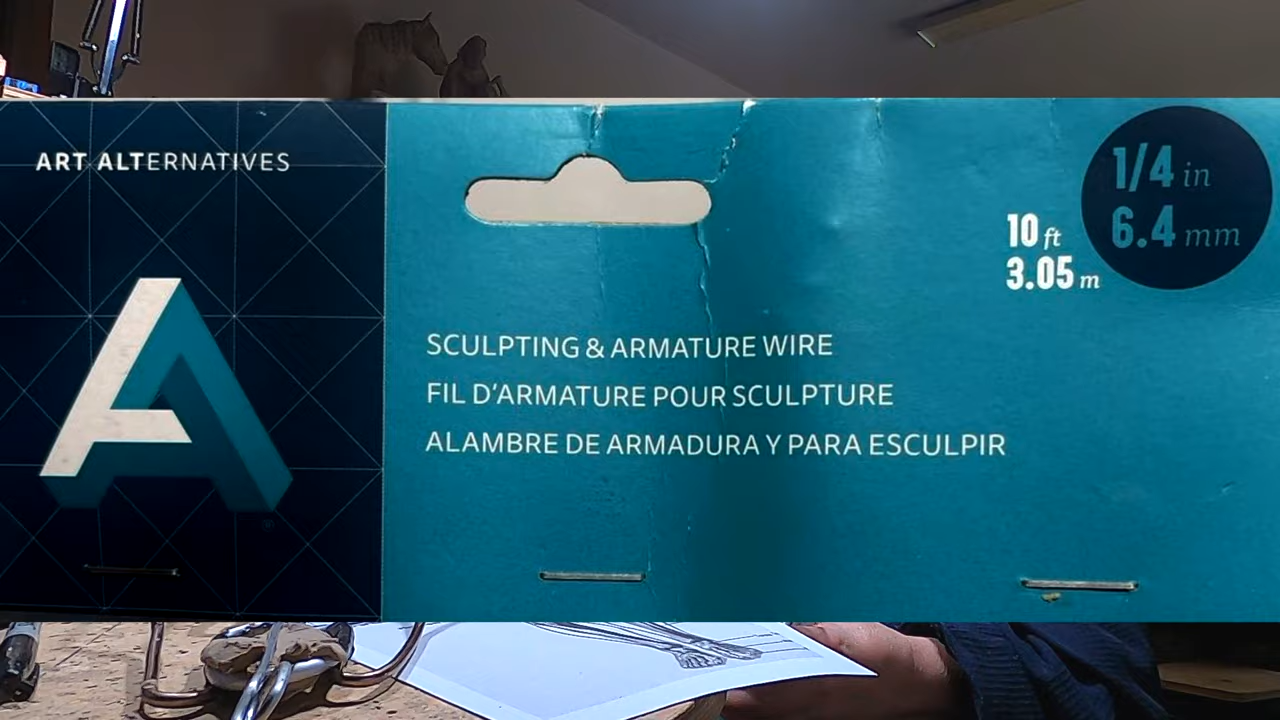 ART ALTERNATIVES
A
1/4 in
6.4 mm
10 ft
3.05 m
SCULPTING & ARMATURE WIRE
FIL D'ARMATURE POUR SCULPTURE
ALAMBRE DE ARMADURA Y PARA ESCULPIR